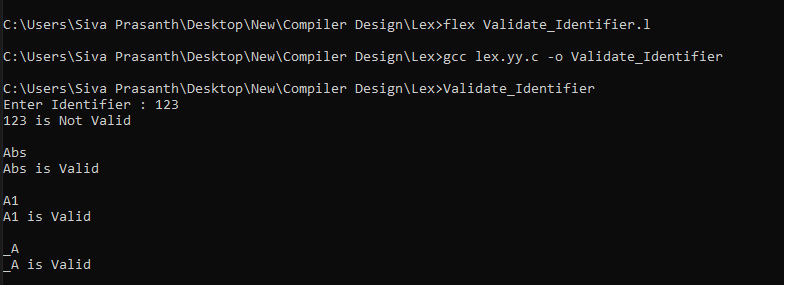 C:\Users\Siva Prasanth\Desktop\New\Compiler Design\Lex>flex Validate_Identifier.l
C:\Users\Siva Prasanth\Desktop\New\Compiler Design\Lex>gcc lex.yy.c -o Validate_Identifier
C:\Users\Siva Prasanth\Desktop\New\Compiler Design\Lex>Validate_Identifier
Enter Identifier : 123
123 is Not Valid
Abs
Abs is Valid
A1
A1 is Valid
_A
_A is Valid